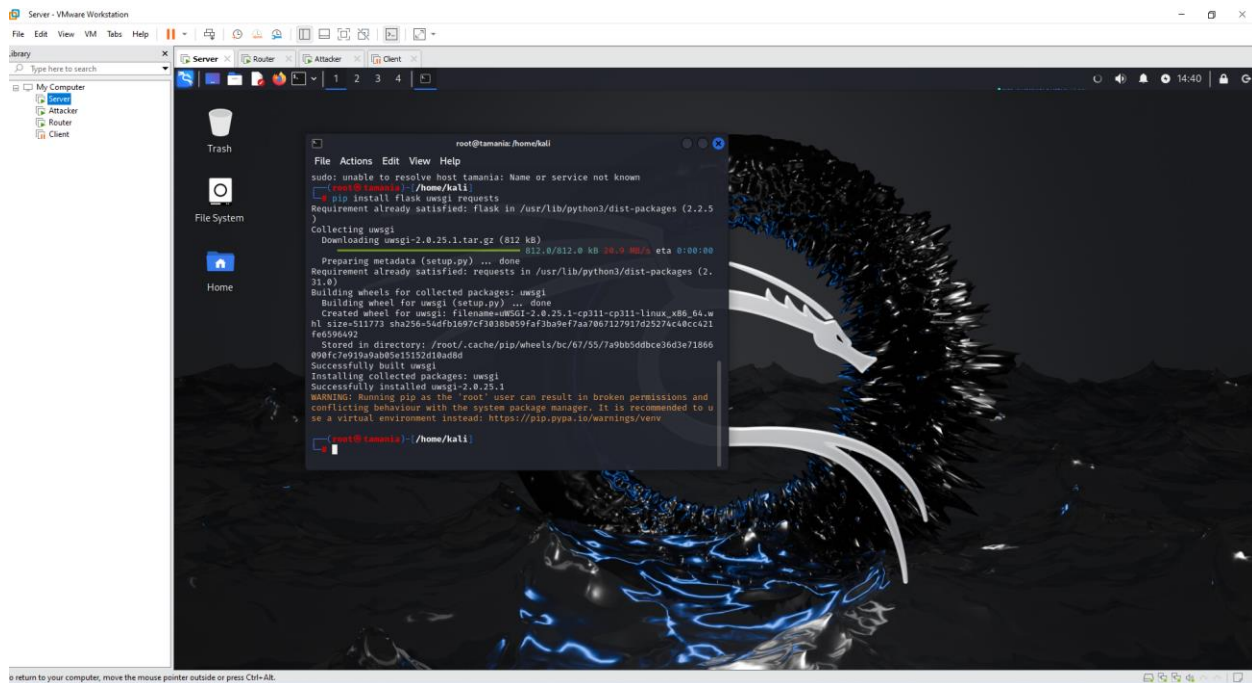 Server - VMware Workstation
File Edit View VM Tabs Help
Library
Type here to search
My Computer
Server
Attacker
Router
Client
Server Router Attacker Client
1 2 3 4 14:40
Trash
File System
Home
root@tamania: /home/kali
File Actions Edit View Help
sudo: unable to resolve host tamania: Name or service not known
(root㉿tamania)-[/home/kali]
# pip install flask uwsgi requests
Requirement already satisfied: flask in /usr/lib/python3/dist-packages (2.2.5
)
Collecting uwsgi
Downloading uwsgi-2.0.25.1.tar.gz (812 kB)
812.0/812.0 kB 20.9 MB/s eta 0:00:00
Preparing metadata (setup.py) ... done
Requirement already satisfied: requests in /usr/lib/python3/dist-packages (2.
31.0)
Building wheels for collected packages: uwsgi
Building wheel for uwsgi (setup.py) ... done
Created wheel for uwsgi: filename=uWSGI-2.0.25.1-cp311-cp311-linux_x86_64.w
hl size=511773 sha256=54dfb1697cf3038b059faf3ba9ef7aa7067127917d25274c40cc421
fe6596492
Stored in directory: /root/.cache/pip/wheels/bc/67/55/7a9bb5ddbce36d3e71866
090fc7e919a9ab05e15152d10ad8d
Successfully built uwsgi
Installing collected packages: uwsgi
Successfully installed uwsgi-2.0.25.1
WARNING: Running pip as the 'root' user can result in broken permissions and
conflicting behaviour with the system package manager. It is recommended to u
se a virtual environment instead: https://pip.pypa.io/warnings/venv
(root㉿tamania)-[/home/kali]
#
o return to your computer, move the mouse pointer outside or press Ctrl+Alt.